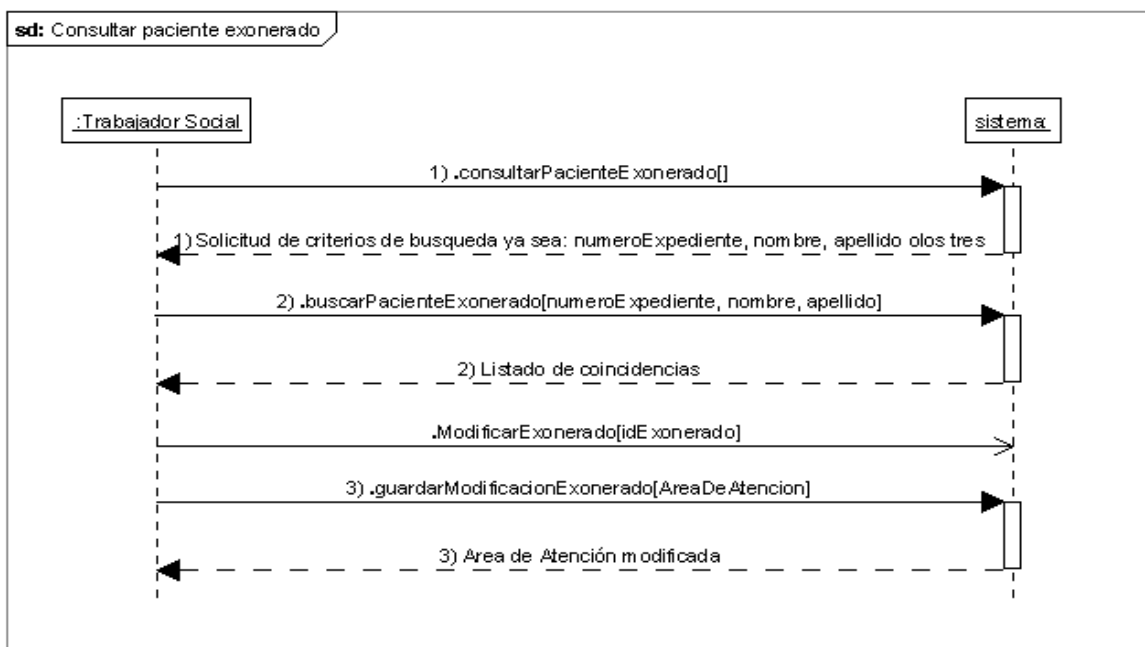 sd: Consultar paciente exonerado
:Trabajador Social
sistema:
1) .consultarPacienteExonerado[]
1) Solicitud de criterios de busqueda ya sea: numeroExpediente, nombre, apellido olos tres
2) .buscarPacienteExonerado[numeroExpediente, nombre, apellido]
2) Listado de coincidencias
.ModificarExonerado[idExonerado]
3) .guardarModificacionExonerado[AreaDeAtencion]
3) Area de Atención modificada